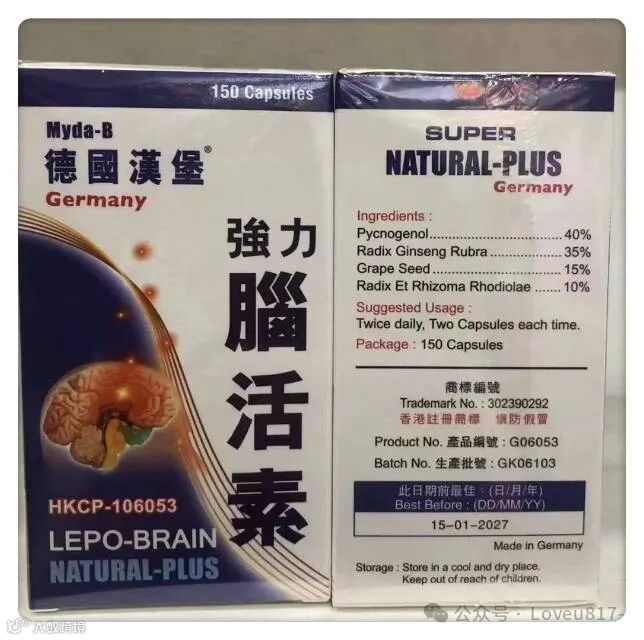 150 Capsules
Myda-B
德國漢堡®
Germany
強力
腦活素
HKCP-106053
LEPO-BRAIN
NATURAL-PLUS
SUPER
NATURAL-PLUS
Germany
Ingredients :
Pycnogenol.................. 40%
Radix Ginseng Rubra........ 35%
Grape Seed.................. 15%
Radix Et Rhizoma Rhodiolae ..... 10%
Suggested Usage :
Twice daily, Two Capsules each time.
Package : 150 Capsules
商標編號
Trademark No. : 302390292
香港註冊商標 慎防假冒
Product No. 產品編號 : G06053
Batch No. 生產批號 : GK06103
此日期前最佳 : (日/月/年)
Best Before : (DD/MM/YY)
15-01-2027
Made in Germany
Storage : Store in a cool and dry place.
Keep out of reach of children.
公众号 · Loveu817-
大数跨境